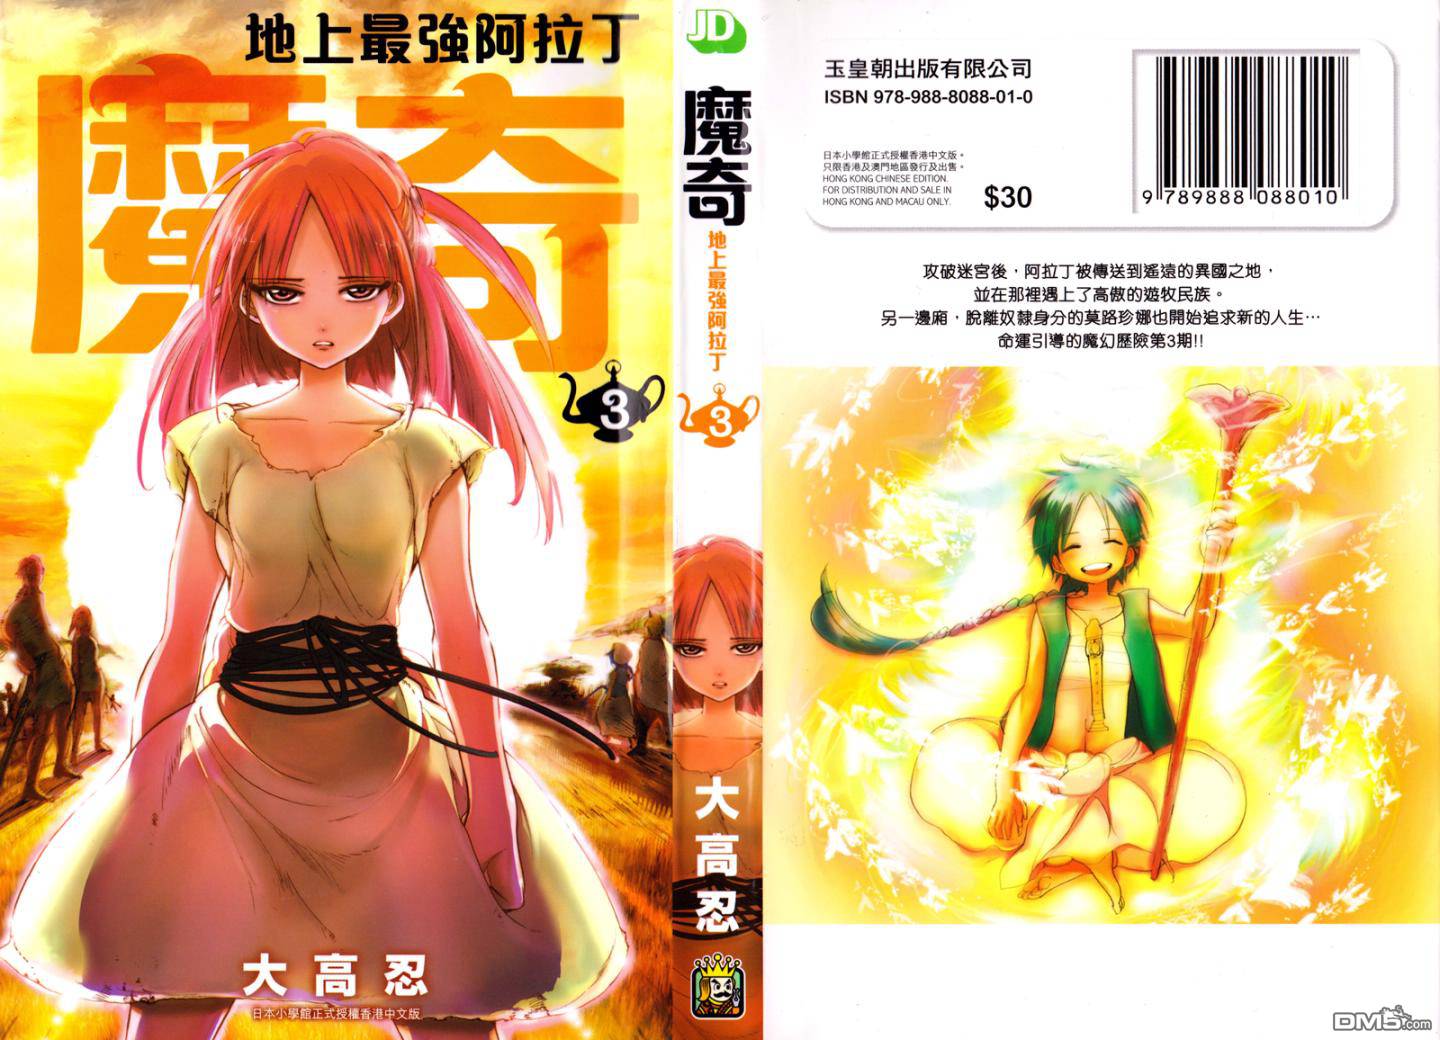 地上最強阿拉丁
魔奇
3
大高忍
日本小學館正式授權香港中文版
JD
魔奇
地上最強阿拉丁
3
大高忍
玉皇朝出版有限公司
ISBN 978-988-8088-01-0
日本小學館正式授權香港中文版。
只限香港及澳門地區發行及出售。
HONG KONG CHINESE EDITION.
FOR DISTRIBUTION AND SALE IN
HONG KONG AND MACAU ONLY.
$30
9 789888 088010
攻破迷宮後，阿拉丁被傳送到遙遠的異國之地，
並在那裡遇上了高傲的遊牧民族。
另一邊廂，脫離奴隸身分的莫路珍娜也開始追求新的人生…
命運引導的魔幻歷險第3期!!
DM5.com